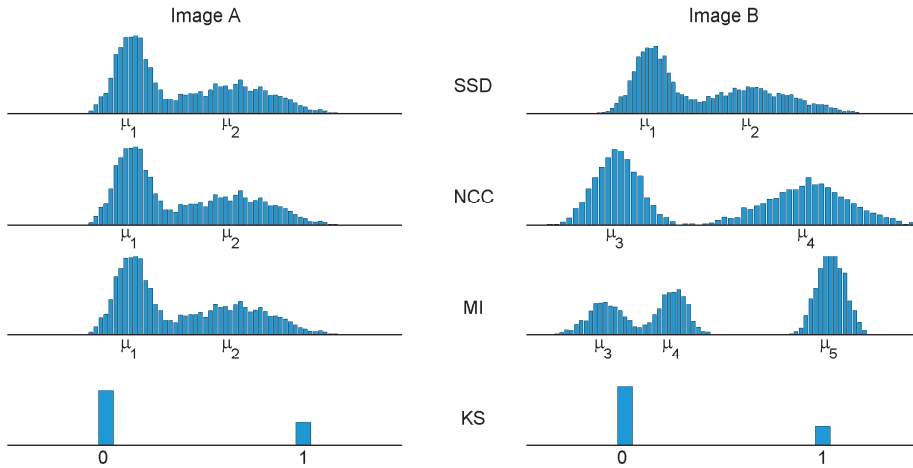 Image A Image B
SSD
μ1 μ2 μ1 μ2
NCC
μ1 μ2 μ3 μ4
MI
μ1 μ2 μ3 μ4 μ5
KS
0 1 0 1